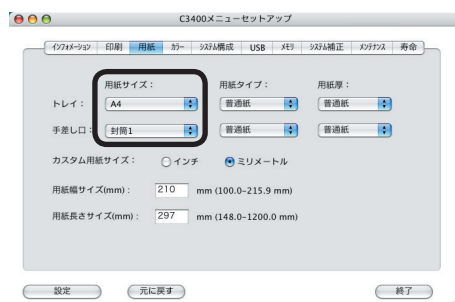 C3400メニューセットアップ
インフォメーション 印刷 用紙 カラー システム構成 USB メモリ システム補正 メンテナンス 寿命
用紙サイズ： 用紙タイプ： 用紙厚：
トレイ： A4 普通紙 普通紙
手差し口： 封筒1 普通紙 普通紙
カスタム用紙サイズ： インチ ミリメートル
用紙幅サイズ(mm)： 210 mm (100.0-215.9 mm)
用紙長さサイズ(mm)： 297 mm (148.0-1200.0 mm)
設定 元に戻す 終了